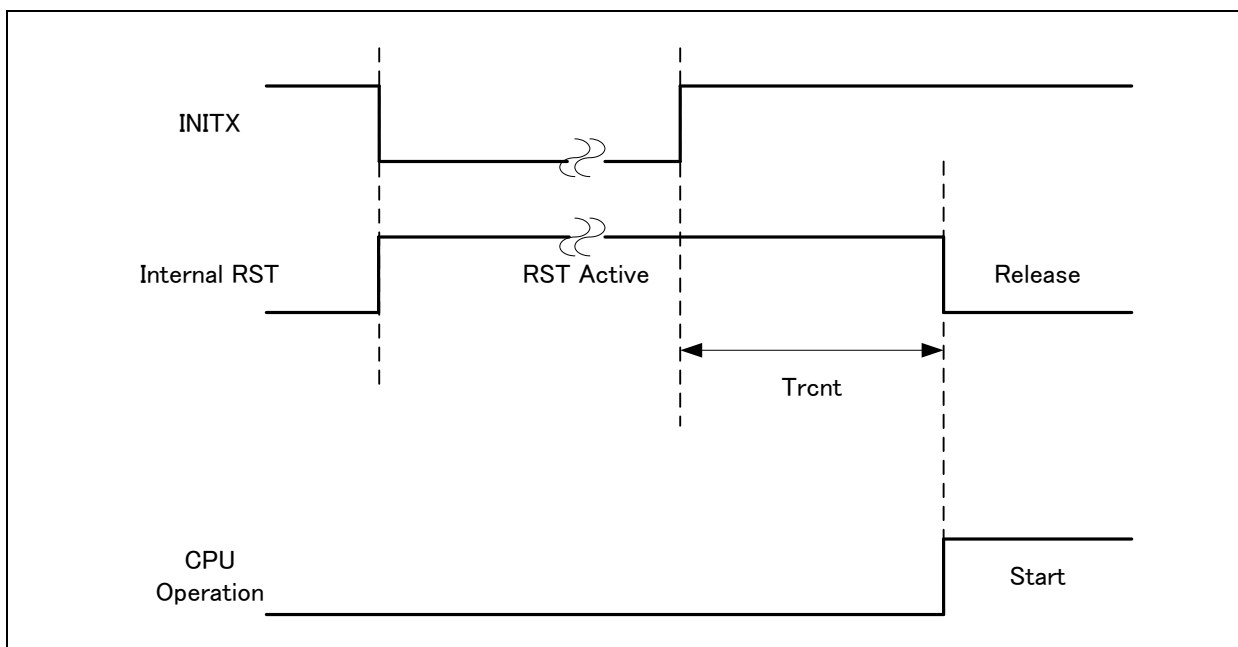 INITX
Internal RST
RST Active
Release
Trcnt
CPU
Operation
Start